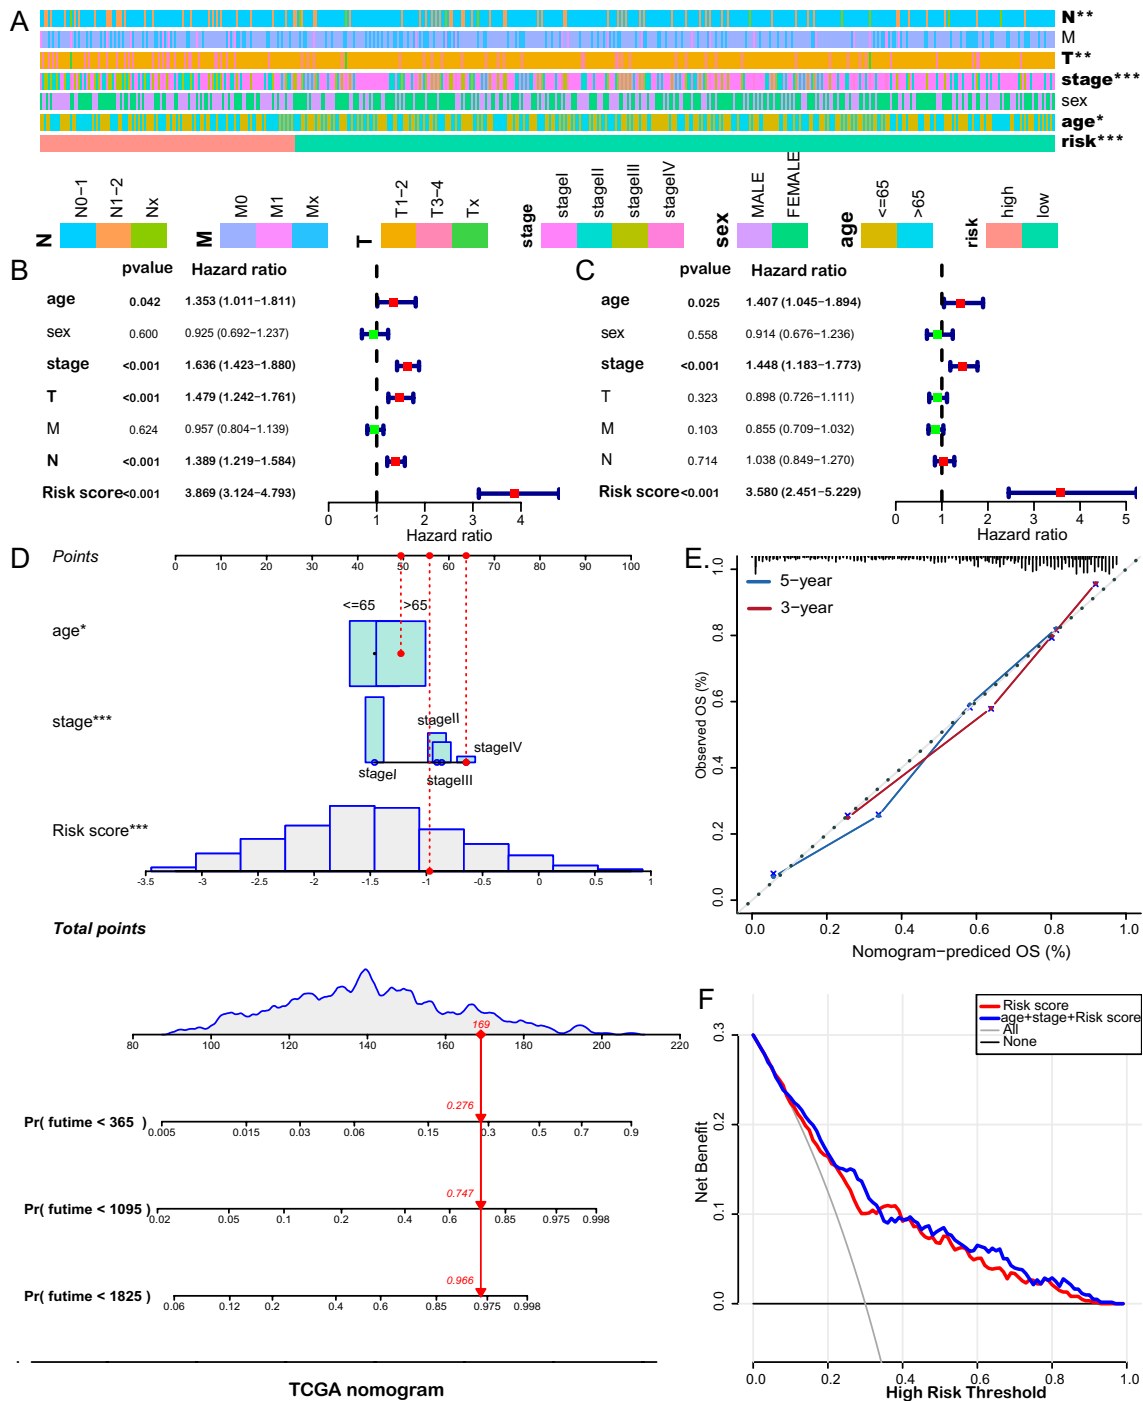 A
N**
M
T**
stage***
sex
age*
risk***
N
N0-1
N1-2
Nx
M
M0
M1
Mx
T
T1-2
T3-4
Tx
stage
stageI
stageII
stageIII
stageIV
sex
MALE
FEMALE
age
<=65
>65
risk
high
low
B
pvalue Hazard ratio
age 0.042 1.353 (1.011-1.811)
sex 0.600 0.925 (0.692-1.237)
stage <0.001 1.636 (1.423-1.880)
T <0.001 1.479 (1.242-1.761)
M 0.624 0.957 (0.804-1.139)
N <0.001 1.389 (1.219-1.584)
Risk score <0.001 3.869 (3.124-4.793)
0 1 2 3 4
Hazard ratio
C
pvalue Hazard ratio
age 0.025 1.407 (1.045-1.894)
sex 0.558 0.914 (0.676-1.236)
stage <0.001 1.448 (1.183-1.773)
T 0.323 0.898 (0.726-1.111)
M 0.103 0.855 (0.709-1.032)
N 0.714 1.038 (0.849-1.270)
Risk score <0.001 3.580 (2.451-5.229)
0 1 2 3 4 5
Hazard ratio
D
Points
0 10 20 30 40 50 60 70 80 90 100
<=65 >65
age*
stage***
stageII
stageIV
stageI
stageIII
Risk score***
-3.5 -3 -2.5 -2 -1.5 -1 -0.5 0 0.5 1
Total points
169
80 100 120 140 160 180 200 220
0.276
Pr( futime < 365 )
0.005 0.015 0.03 0.06 0.15 0.3 0.5 0.7 0.9
0.747
Pr( futime < 1095 )
0.02 0.05 0.1 0.2 0.4 0.6 0.85 0.975 0.998
0.966
Pr( futime < 1825 )
0.06 0.12 0.2 0.4 0.6 0.85 0.975 0.998
TCGA nomogram
E.
5-year
3-year
Observed OS (%)
0.0 0.2 0.4 0.6 0.8 1.0
0.0 0.2 0.4 0.6 0.8 1.0
Nomogram-prediced OS (%)
F
Risk score
age+stage+Risk score
All
None
Net Benefit
0.0 0.1 0.2 0.3
0.0 0.2 0.4 0.6 0.8 1.0
High Risk Threshold